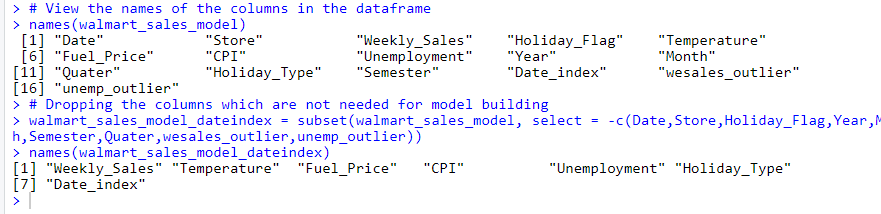 > # View the names of the columns in the dataframe
> names(walmart_sales_model)
[1] "Date" "Store" "Weekly_Sales" "Holiday_Flag" "Temperature"
[6] "Fuel_Price" "CPI" "Unemployment" "Year" "Month"
[11] "Quater" "Holiday_Type" "Semester" "Date_index" "wesales_outlier"
[16] "unemp_outlier"
> # Dropping the columns which are not needed for model building
> walmart_sales_model_dateindex = subset(walmart_sales_model, select = -c(Date,Store,Holiday_Flag,Year,M
h,Semester,Quater,wesales_outlier,unemp_outlier))
> names(walmart_sales_model_dateindex)
[1] "Weekly_Sales" "Temperature" "Fuel_Price" "CPI" "Unemployment" "Holiday_Type"
[7] "Date_index"
>